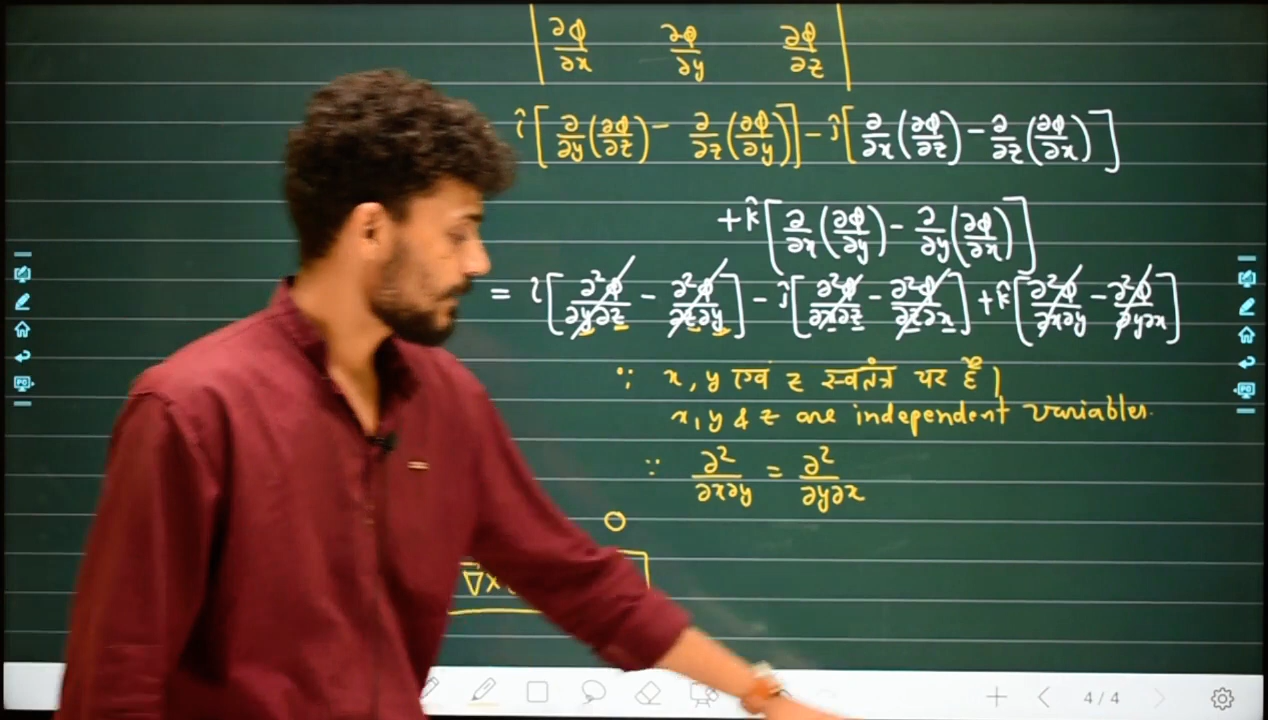 | ∂φ/∂x ∂φ/∂y ∂φ/∂z |
î[∂/∂y(∂φ/∂z) - ∂/∂z(∂φ/∂y)] - ĵ[∂/∂x(∂φ/∂z) - ∂/∂z(∂φ/∂x)]
+ k̂[∂/∂x(∂φ/∂y) - ∂/∂y(∂φ/∂x)]
= î[∂²φ/∂y∂z - ∂²φ/∂z∂y] - ĵ[∂²φ/∂x∂z - ∂²φ/∂z∂x] + k̂[∂²φ/∂x∂y - ∂²φ/∂y∂x]
∵ x, y एवं z स्वतंत्र चर हैं।
x, y & z are independent variables.
∵ ∂²/∂x∂y = ∂²/∂y∂x
0
∇×
4/4